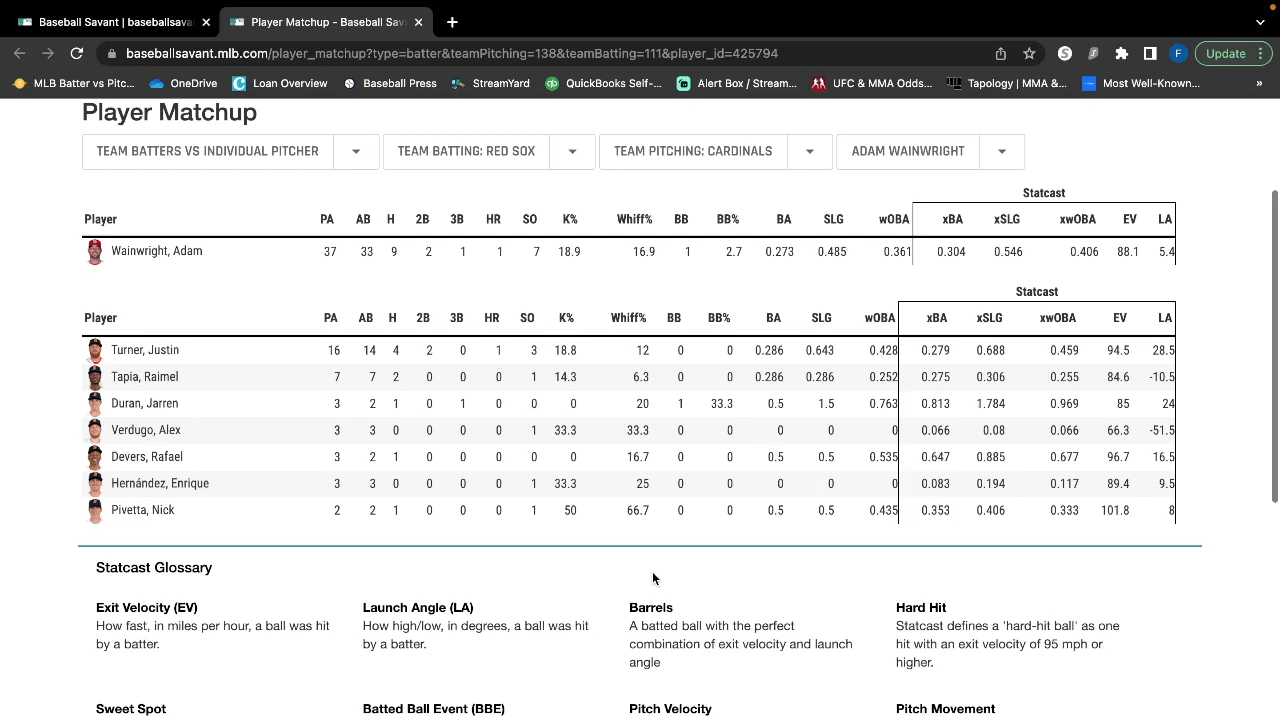 Baseball Savant | baseballsava
Player Matchup - Baseball Sav
baseballsavant.mlb.com/player_matchup?type=batter&teamPitching=138&teamBatting=111&player_id=425794
F
Update
MLB Batter vs Pitc... OneDrive Loan Overview Baseball Press StreamYard QuickBooks Self-... Alert Box / Stream... UFC & MMA Odds... Tapology | MMA &... Most Well-Known... »
Player Matchup
TEAM BATTERS VS INDIVIDUAL PITCHER TEAM BATTING: RED SOX TEAM PITCHING: CARDINALS ADAM WAINWRIGHT
Statcast
Player PA AB H 2B 3B HR SO K% Whiff% BB BB% BA SLG wOBA xBA xSLG xwOBA EV LA
Wainwright, Adam 37 33 9 2 1 1 7 18.9 16.9 1 2.7 0.273 0.485 0.361 0.304 0.546 0.406 88.1 5.4
Statcast
Player PA AB H 2B 3B HR SO K% Whiff% BB BB% BA SLG wOBA xBA xSLG xwOBA EV LA
Turner, Justin 16 14 4 2 0 1 3 18.8 12 0 0 0.286 0.643 0.428 0.279 0.688 0.459 94.5 28.5
Tapia, Raimel 7 7 2 0 0 0 1 14.3 6.3 0 0 0.286 0.286 0.252 0.275 0.306 0.255 84.6 -10.5
Duran, Jarren 3 2 1 0 1 0 0 0 20 1 33.3 0.5 1.5 0.763 0.813 1.784 0.969 85 24
Verdugo, Alex 3 3 0 0 0 0 1 33.3 33.3 0 0 0 0 0 0.066 0.08 0.066 66.3 -51.5
Devers, Rafael 3 2 1 0 0 0 0 0 16.7 0 0 0.5 0.5 0.535 0.647 0.885 0.677 96.7 16.5
Hernández, Enrique 3 3 0 0 0 0 1 33.3 25 0 0 0 0 0 0.083 0.194 0.117 89.4 9.5
Pivetta, Nick 2 2 1 0 0 0 1 50 66.7 0 0 0.5 0.5 0.435 0.353 0.406 0.333 101.8 8
Statcast Glossary
Exit Velocity (EV)
How fast, in miles per hour, a ball was hit
by a batter.
Launch Angle (LA)
How high/low, in degrees, a ball was hit
by a batter.
Barrels
A batted ball with the perfect
combination of exit velocity and launch
angle
Hard Hit
Statcast defines a 'hard-hit ball' as one
hit with an exit velocity of 95 mph or
higher.
Sweet Spot
Batted Ball Event (BBE)
Pitch Velocity
Pitch Movement